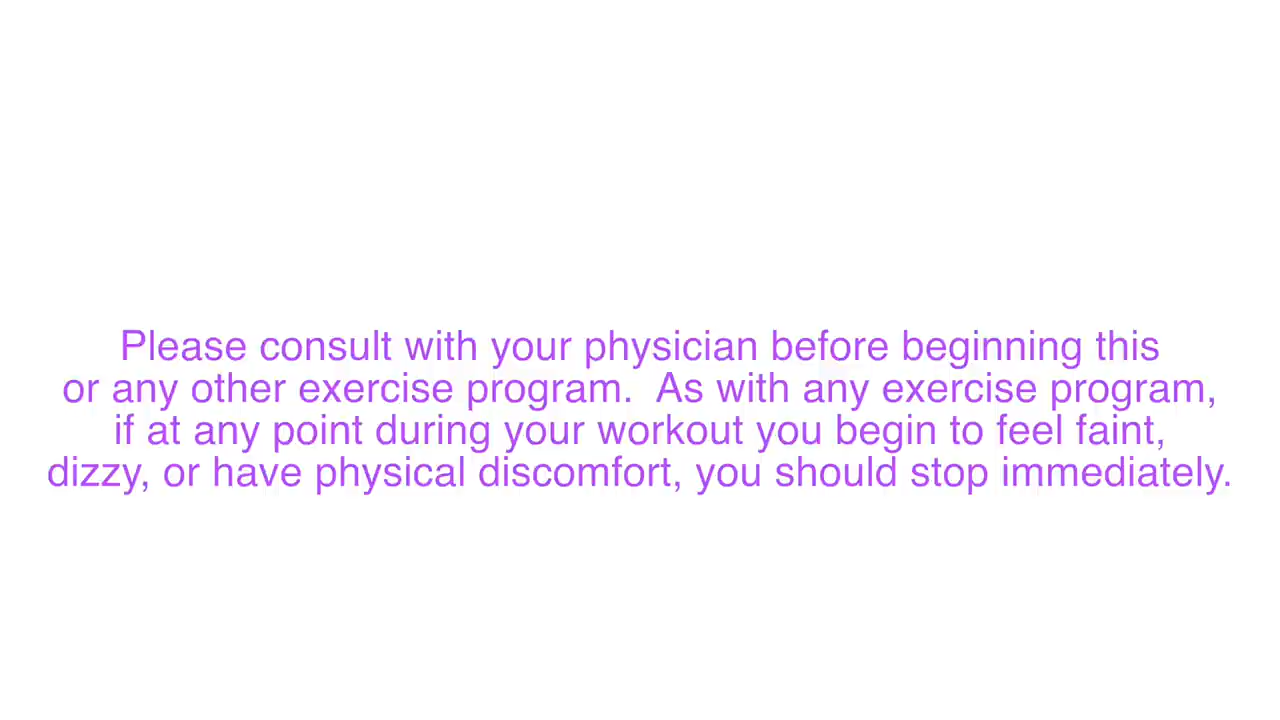 Please consult with your physician before beginning this
or any other exercise program.  As with any exercise program,
if at any point during your workout you begin to feel faint,
dizzy, or have physical discomfort, you should stop immediately.